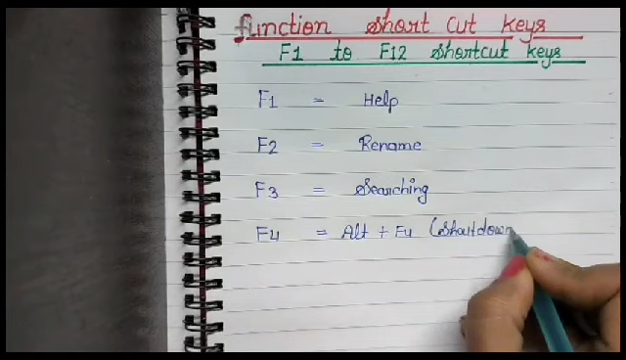 function short cut keys
F1 to F12 shortcut keys
F1 = Help
F2 = Rename
F3 = Searching
F4 = Alt + F4 (Shutdown